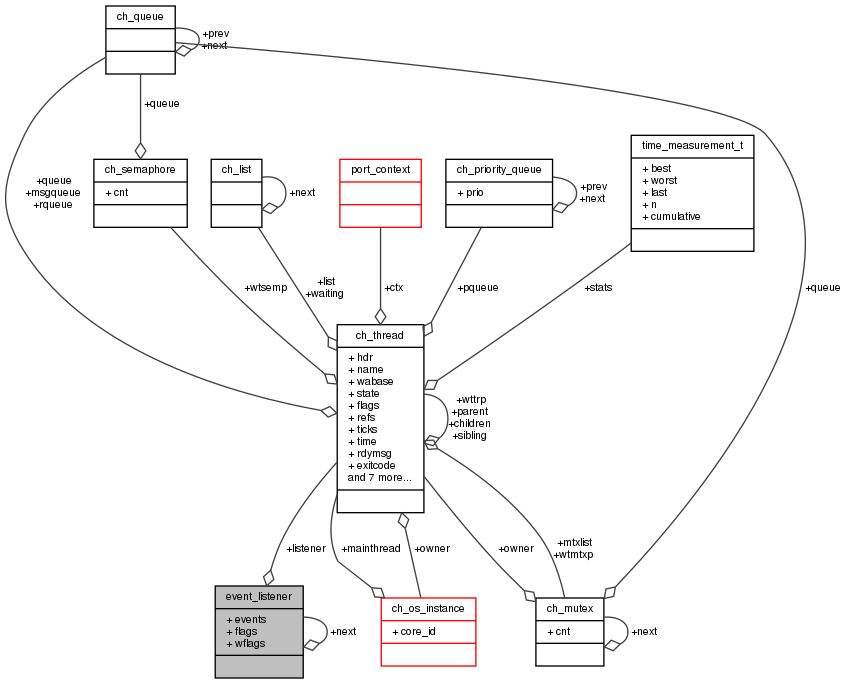 ch_queue
+prev
+next
+queue
time_measurement_t
+ best
+ worst
+ last
+ n
+ cumulative
ch_semaphore
+ cnt
ch_list
+next
port_context
ch_priority_queue
+ prio
+prev
+next
+queue
+msgqueue
+rqueue
+wtsemp
+list
+waiting
+ctx
+pqueue
+stats
+queue
ch_thread
+ hdr
+ name
+ wabase
+ state
+ flags
+ refs
+ ticks
+ time
+ rdymsg
+ exitcode
and 7 more...
+wttrp
+parent
+children
+sibling
+listener
+mainthread
+owner
+owner
+mtxlist
+wtmtxp
event_listener
+ events
+ flags
+ wflags
+next
ch_os_instance
+ core_id
ch_mutex
+ cnt
+next